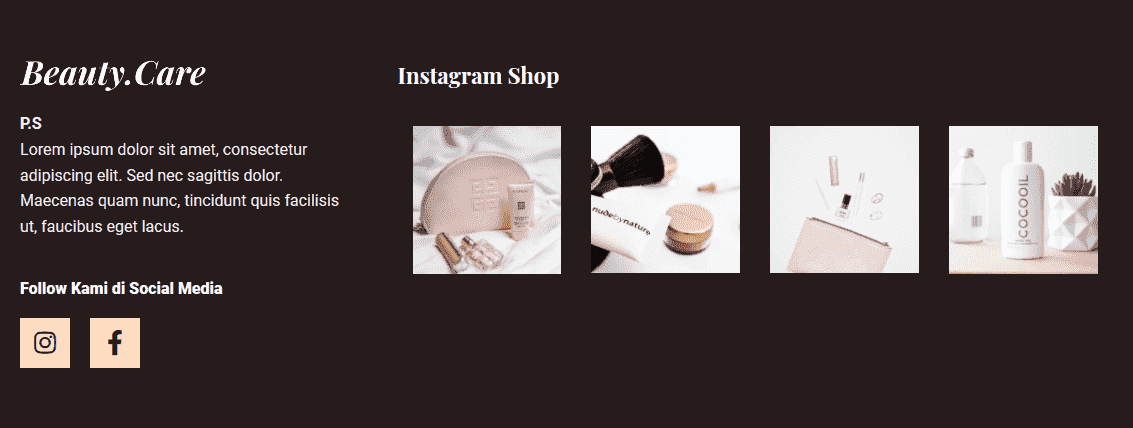 Beauty.Care
P.S
Lorem ipsum dolor sit amet, consectetur
adipiscing elit. Sed nec sagittis dolor.
Maecenas quam nunc, tincidunt quis facilisis
ut, faucibus eget lacus.
Follow Kami di Social Media
Instagram Shop
nudebynature
COCOOIL